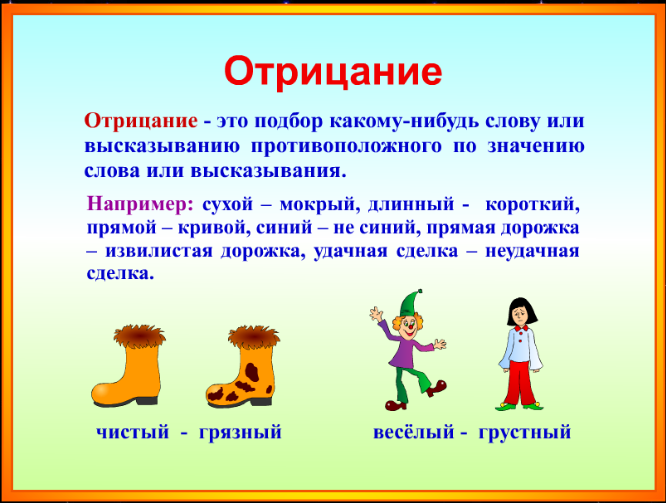 Отрицание
Отрицание - это подбор какому-нибудь слову или
высказыванию противоположного по значению
слова или высказывания.
Например: сухой – мокрый, длинный - короткий,
прямой – кривой, синий – не синий, прямая дорожка
– извилистая дорожка, удачная сделка – неудачная
сделка.
чистый - грязный весёлый - грустный